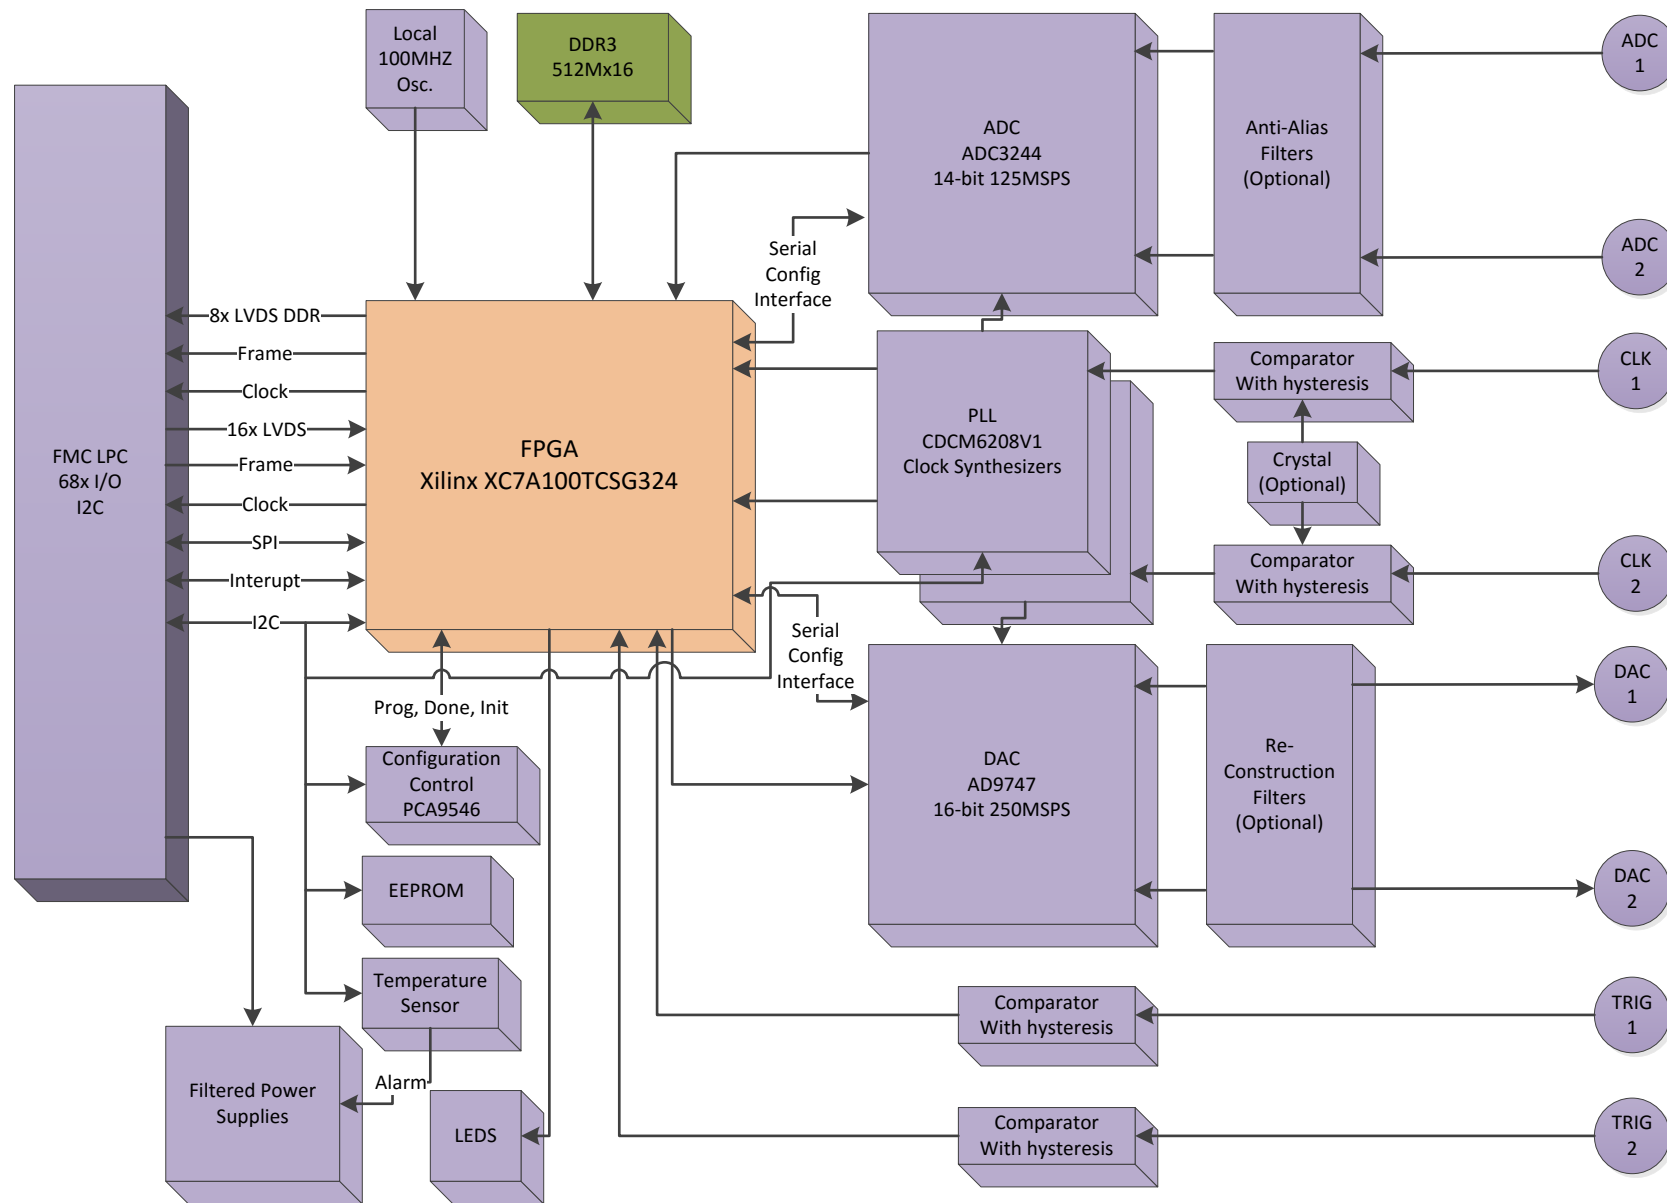 Local
100MHZ
Osc.
DDR3
512Mx16
ADC
ADC3244
14-bit 125MSPS
Anti-Alias
Filters
(Optional)
ADC
1
ADC
2
Serial
Config
Interface
FMC LPC
68x I/O
I2C
8x LVDS DDR
Frame
Clock
16x LVDS
Frame
Clock
SPI
Interupt
I2C
FPGA
Xilinx XC7A100TCSG324
PLL
CDCM6208V1
Clock Synthesizers
Comparator
With hysteresis
CLK
1
Crystal
(Optional)
Comparator
With hysteresis
CLK
2
Serial
Config
Interface
Prog, Done, Init
Configuration
Control
PCA9546
DAC
AD9747
16-bit 250MSPS
Re-
Construction
Filters
(Optional)
DAC
1
DAC
2
EEPROM
Temperature
Sensor
Alarm
Filtered Power
Supplies
LEDS
Comparator
With hysteresis
TRIG
1
Comparator
With hysteresis
TRIG
2